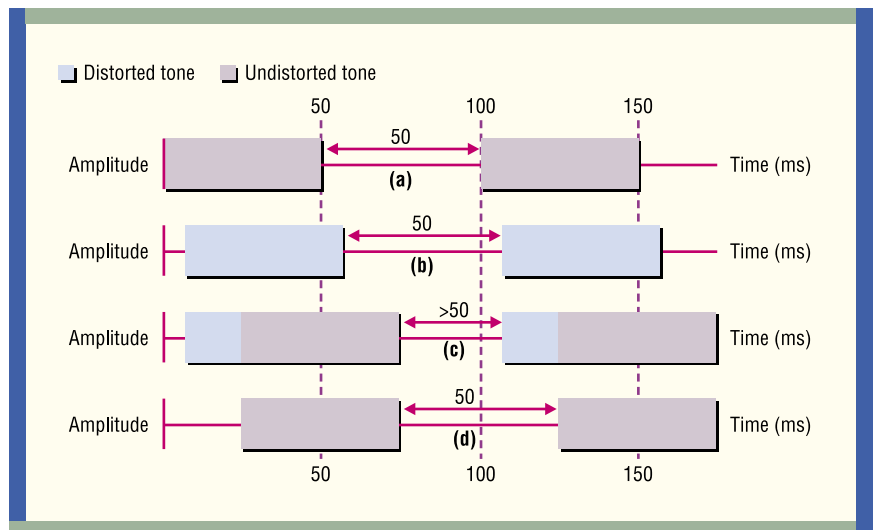 Distorted tone Undistorted tone
50 100 150
50
Amplitude Time (ms)
(a)
50
Amplitude Time (ms)
(b)
>50
Amplitude Time (ms)
(c)
50
Amplitude Time (ms)
(d)
50 100 150